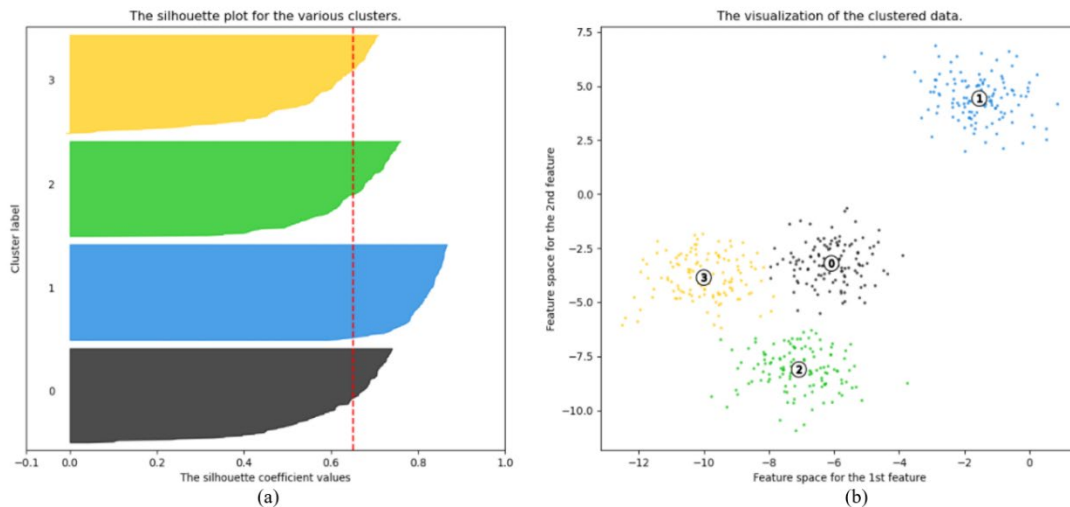 The silhouette plot for the various clusters.
Cluster label
3
2
1
0
−0.1 0.0 0.2 0.4 0.6 0.8 1.0
The silhouette coefficient values
(a)
The visualization of the clustered data.
Feature space for the 2nd feature
7.5
5.0
2.5
0.0
−2.5
−5.0
−7.5
−10.0
1
0
3
2
−12 −10 −8 −6 −4 −2 0
Feature space for the 1st feature
(b)